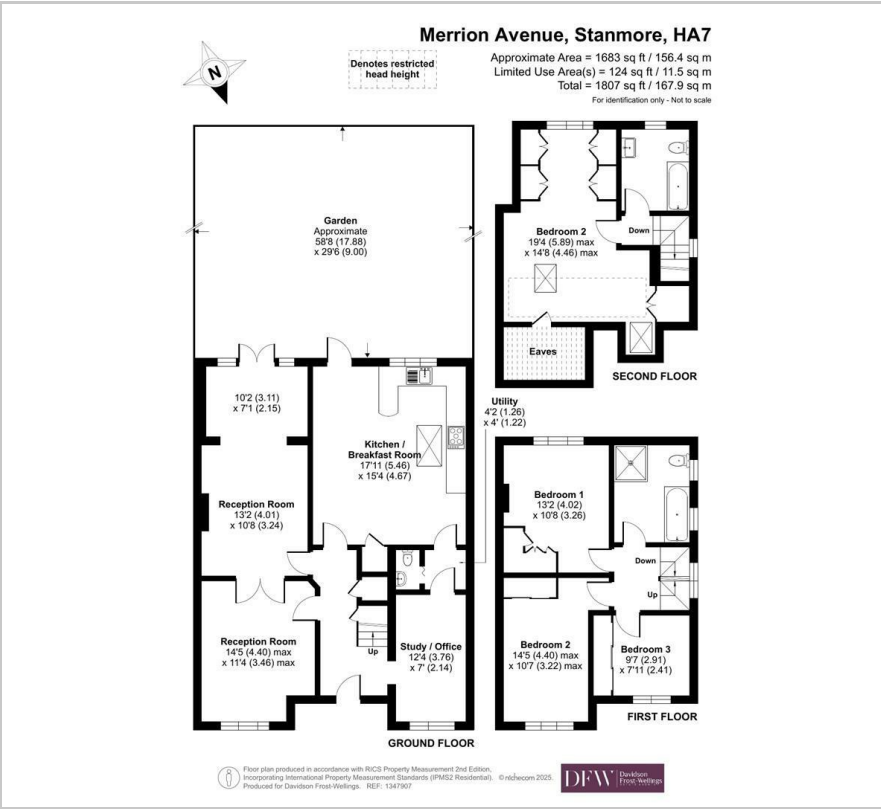 Merrion Avenue, Stanmore, HA7
Approximate Area = 1683 sq ft / 156.4 sq m
Limited Use Area(s) = 124 sq ft / 11.5 sq m
Total = 1807 sq ft / 167.9 sq m
For identification only - Not to scale
N
Denotes restricted
head height
Garden
Approximate
58'8 (17.88)
x 29'6 (9.00)
Bedroom 2
19'4 (5.89) max
x 14'8 (4.46) max
Down
Eaves
SECOND FLOOR
10'2 (3.11)
x 7'1 (2.15)
Kitchen /
Breakfast Room
17'11 (5.46)
x 15'4 (4.67)
Utility
4'2 (1.26)
x 4' (1.22)
Reception Room
13'2 (4.01)
x 10'8 (3.24)
Bedroom 1
13'2 (4.02)
x 10'8 (3.26)
Down
Up
Reception Room
14'5 (4.40) max
x 11'4 (3.46) max
Up
Study / Office
12'4 (3.76)
x 7' (2.14)
Bedroom 2
14'5 (4.40) max
x 10'7 (3.22) max
Bedroom 3
9'7 (2.91)
x 7'11 (2.41)
FIRST FLOOR
GROUND FLOOR
Floor plan produced in accordance with RICS Property Measurement 2nd Edition,
Incorporating International Property Measurement Standards (IPMS2 Residential). © nichecom 2025.
Produced for Davidson Frost-Wellings. REF: 1347907
DFW
Davidson
Frost-Wellings